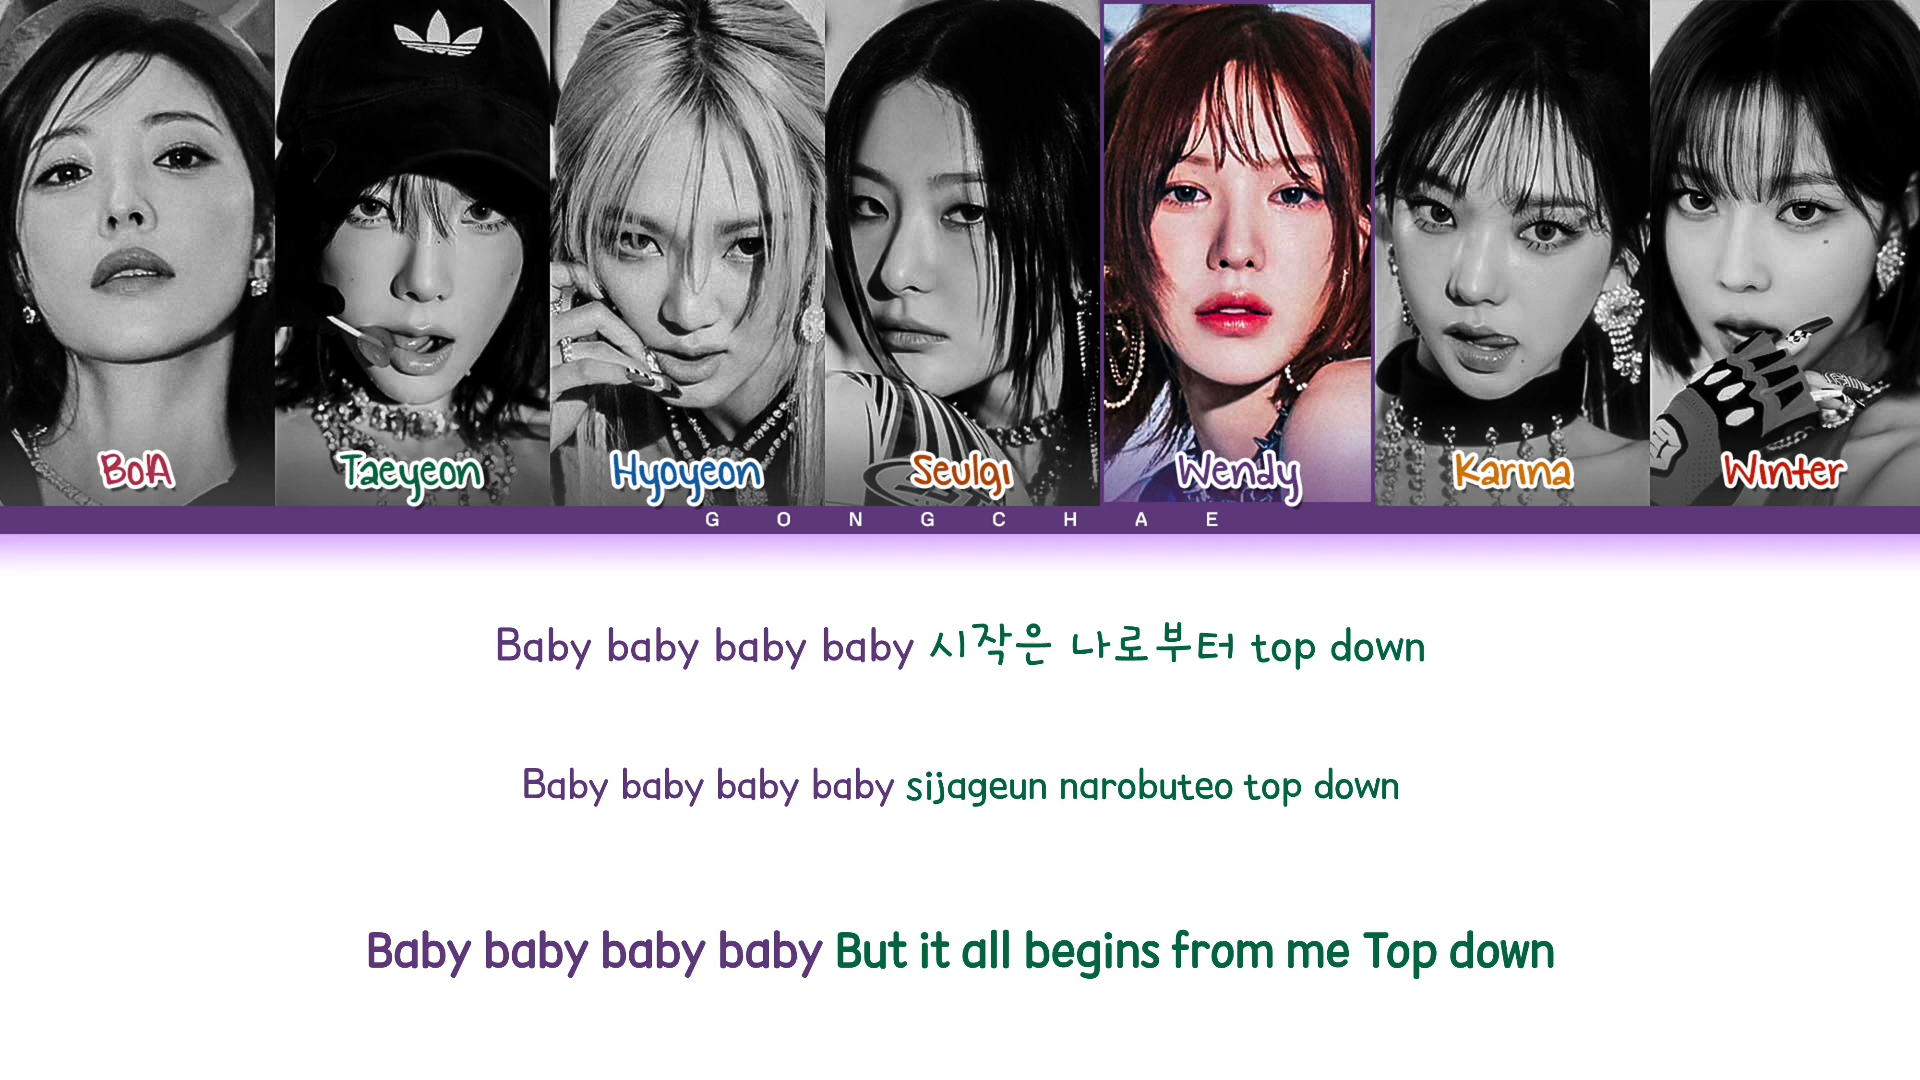 BoA Taeyeon Hyoyeon Seulgi Wendy Karina Winter
GONGCHAE
Baby baby baby baby 시작은 나로부터 top down
Baby baby baby baby sijageun narobuteo top down
Baby baby baby baby But it all begins from me Top down